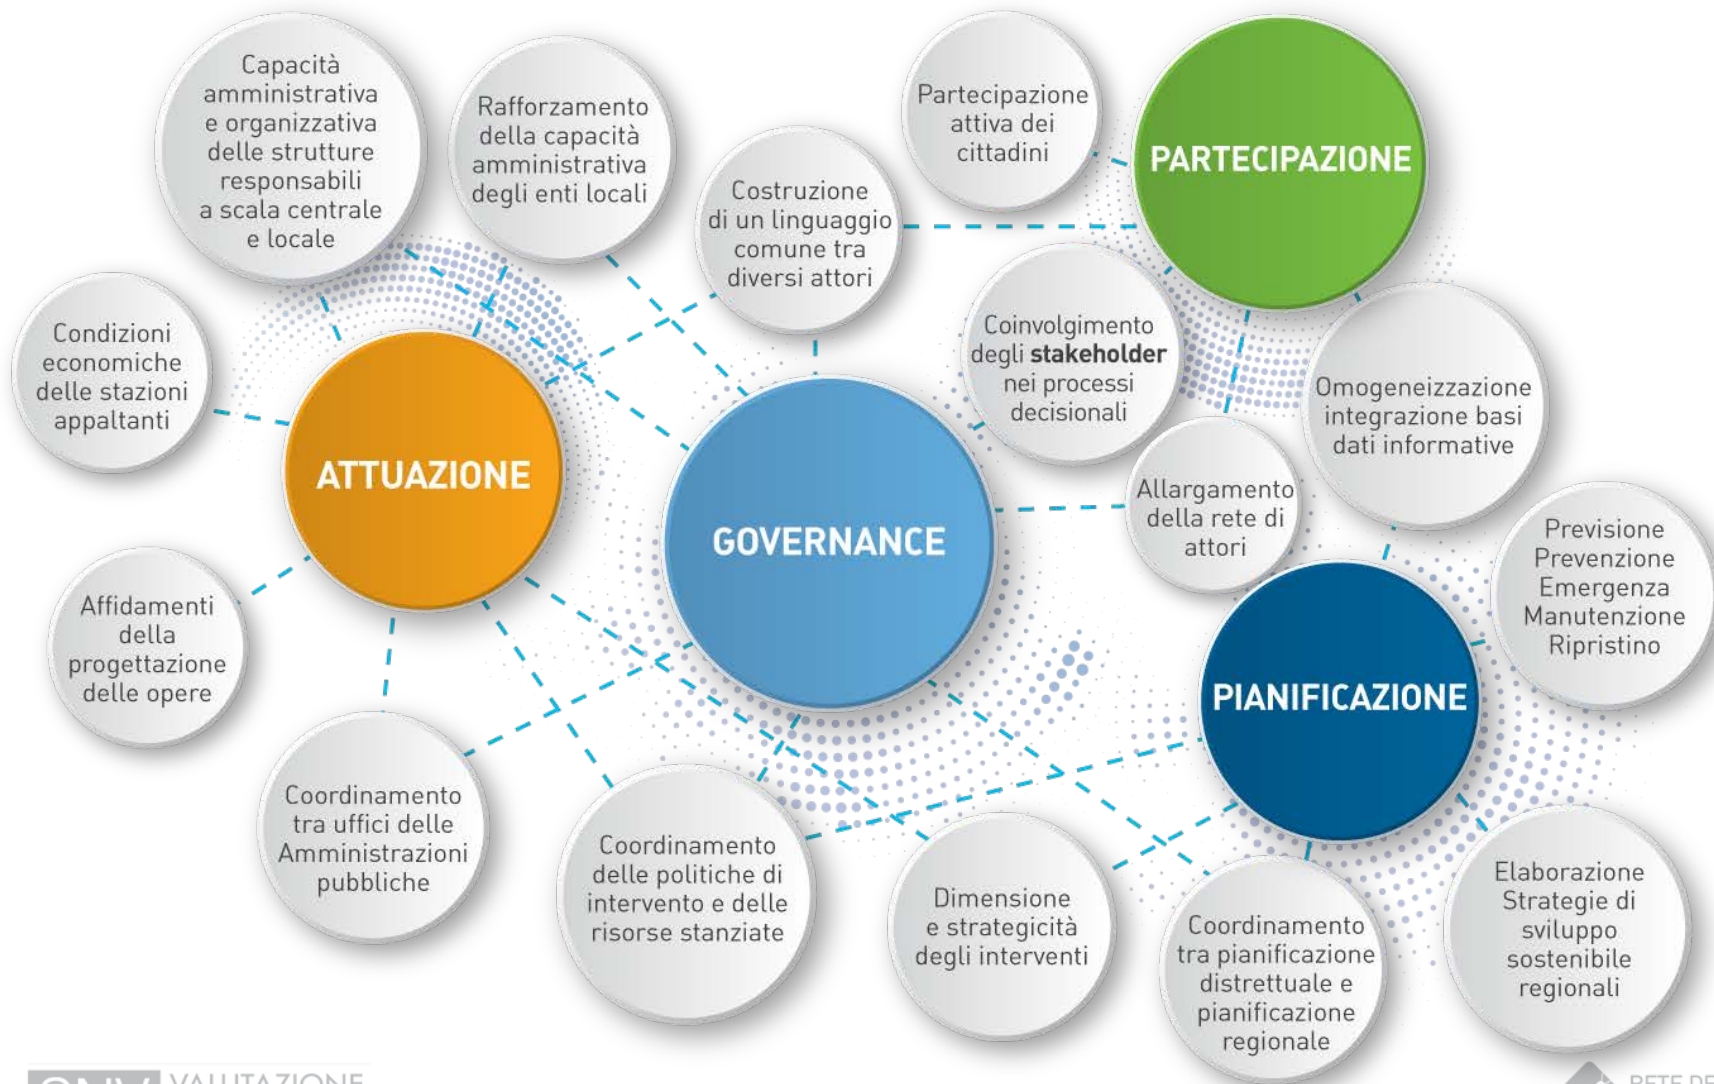 Capacità
amministrativa
e organizzativa
delle strutture
responsabili
a scala centrale
e locale
Rafforzamento
della capacità
amministrativa
degli enti locali
Costruzione
di un linguaggio
comune tra
diversi attori
Partecipazione
attiva dei
cittadini
PARTECIPAZIONE
Condizioni
economiche
delle stazioni
appaltanti
Coinvolgimento
degli stakeholder
nei processi
decisionali
Omogeneizzazione
integrazione basi
dati informative
ATTUAZIONE
GOVERNANCE
Allargamento
della rete di
attori
Previsione
Prevenzione
Emergenza
Manutenzione
Ripristino
Affidamenti
della
progettazione
delle opere
PIANIFICAZIONE
Coordinamento
tra uffici delle
Amministrazioni
pubbliche
Coordinamento
delle politiche di
intervento e delle
risorse stanziate
Dimensione
e strategicità
degli interventi
Coordinamento
tra pianificazione
distrettuale e
pianificazione
regionale
Elaborazione
Strategie di
sviluppo
sostenibile
regionali
VALUTAZIONE
RETE DE